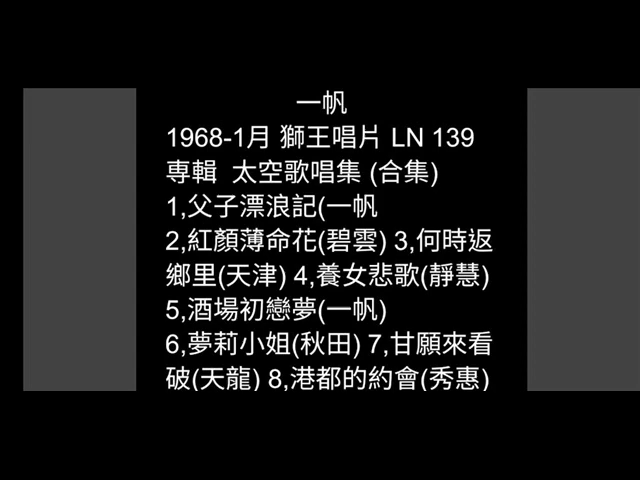 一帆
1968-1月 獅王唱片 LN 139
專輯 太空歌唱集 (合集)
1,父子漂浪記(一帆
2,紅顏薄命花(碧雲) 3,何時返
鄉里(天津) 4,養女悲歌(靜慧)
5,酒場初戀夢(一帆)
6,夢莉小姐(秋田) 7,甘願來看
破(天龍) 8,港都的約會(秀惠)